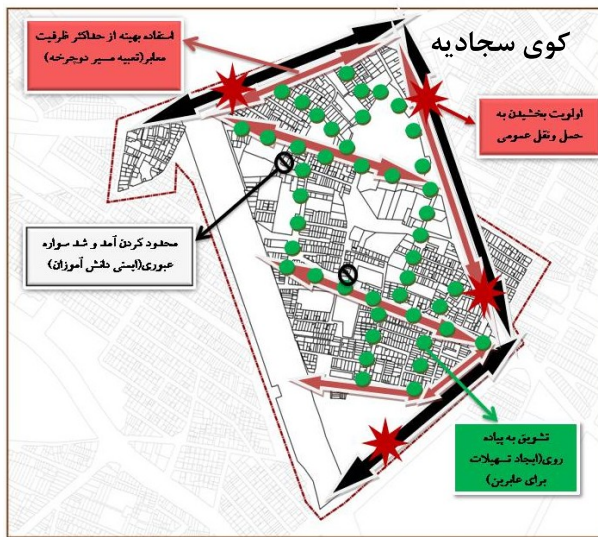 کوی سجادیه
استفاده بهینه از حداکثر ظرفیت
معابر(تعبیه مسیر دوچرخه)
اولویت بخشیدن به
حمل ونقل عمومی
محدود کردن آمد و شد سواره
عبوری(ایمنی دانش آموزان)
تشویق به پیاده
روی(ایجاد تسهیلات
برای عابرین)